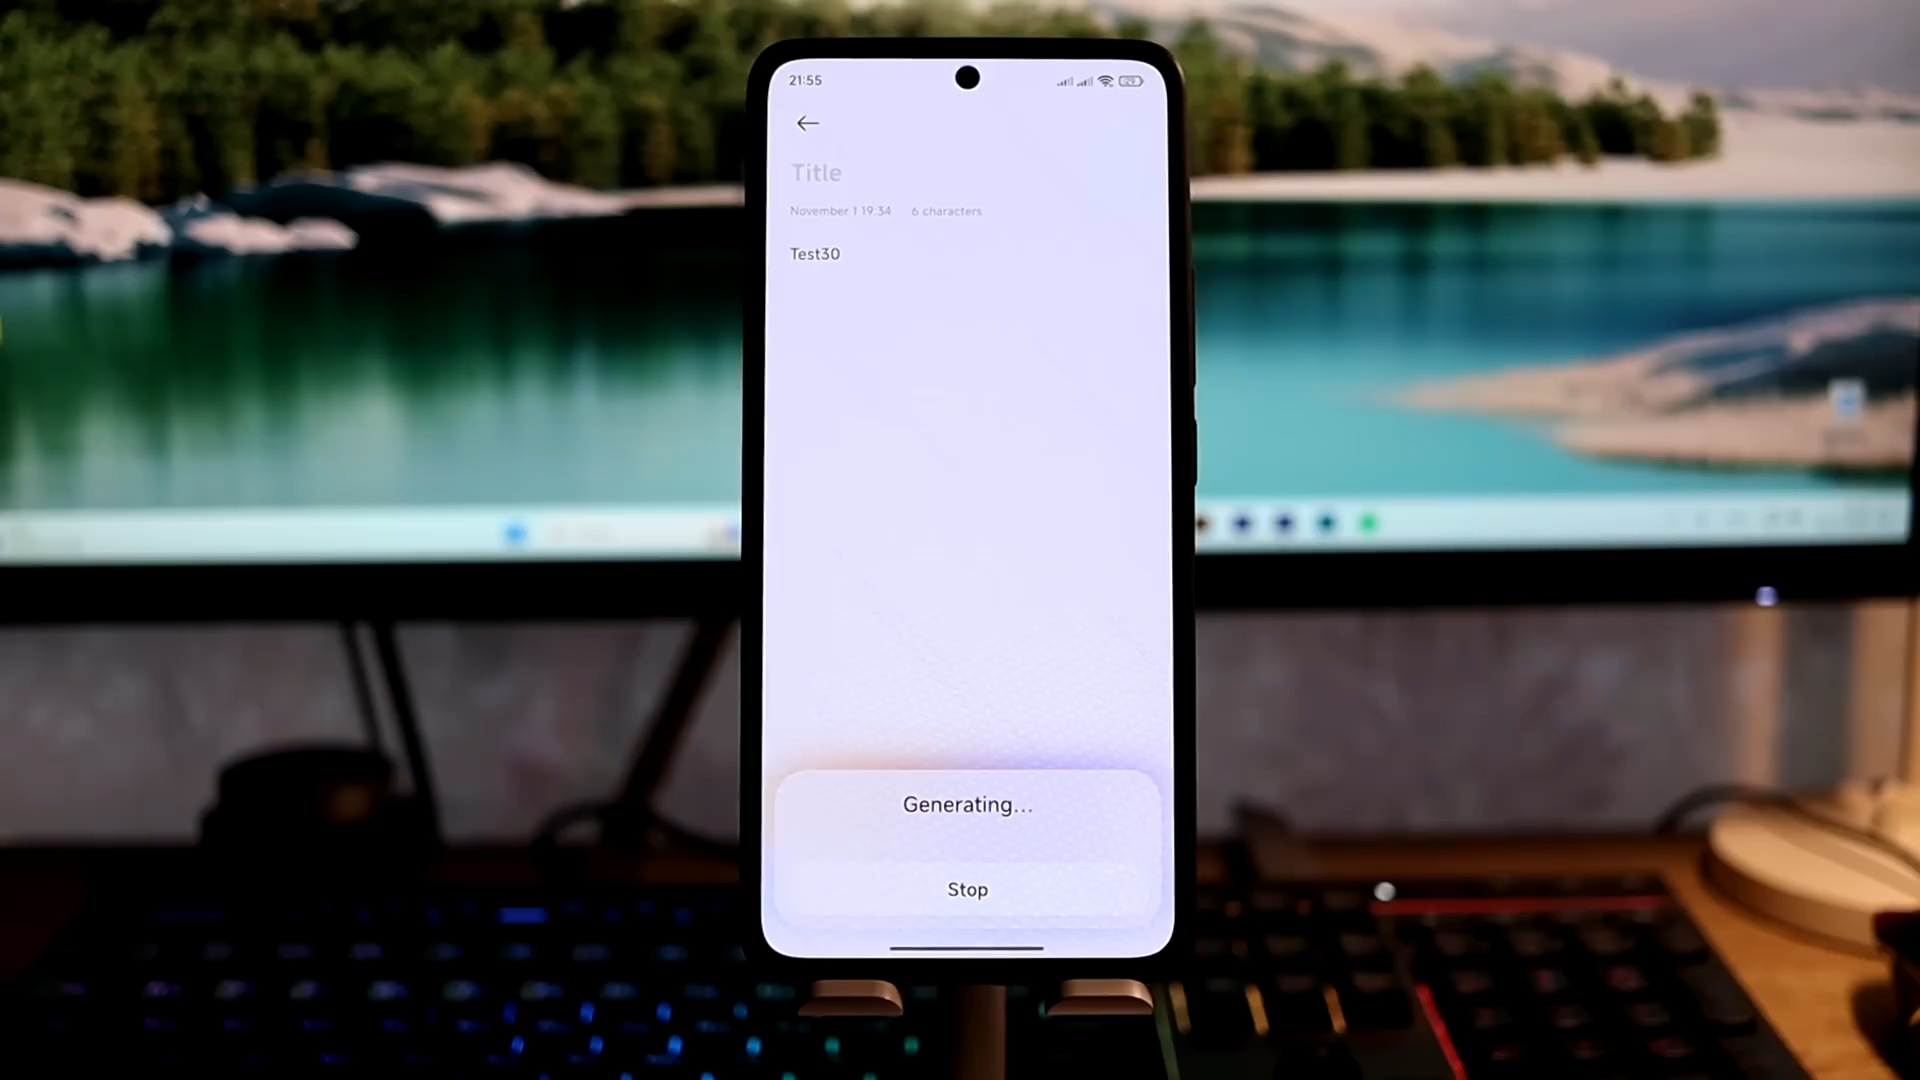 21:55
Title
November 1 19:34 6 characters
Test30
Generating...
Stop